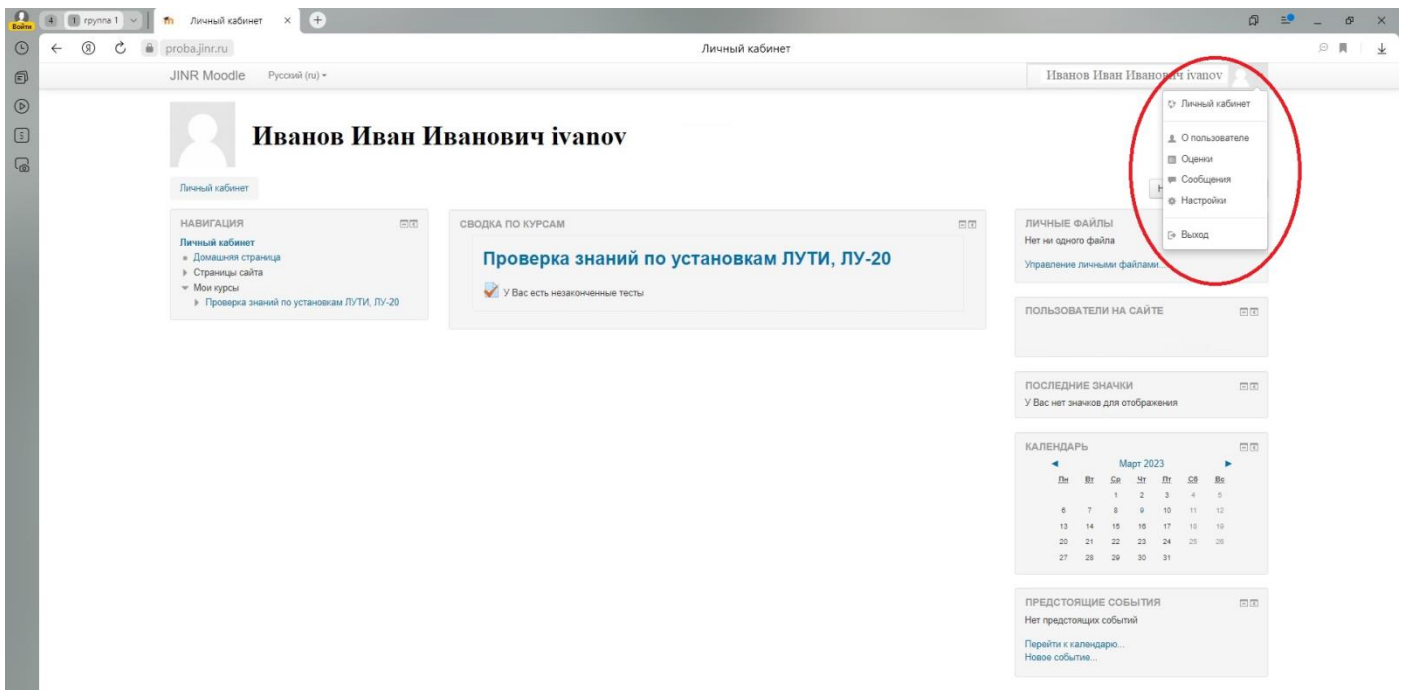 Войти
4
1 группа 1
Личный кабинет
proba.jinr.ru
Личный кабинет
JINR Moodle
Русский (ru)
Иванов Иван Иванович ivanov
Личный кабинет
О пользователе
Оценки
Сообщения
Настройки
Выход
Иванов Иван Иванович ivanov
Личный кабинет
НАВИГАЦИЯ
Личный кабинет
Домашняя страница
Страницы сайта
Мои курсы
Проверка знаний по установкам ЛУТИ, ЛУ-20
СВОДКА ПО КУРСАМ
Проверка знаний по установкам ЛУТИ, ЛУ-20
У Вас есть незаконченные тесты
ЛИЧНЫЕ ФАЙЛЫ
Нет ни одного файла
Управление личными файлами...
ПОЛЬЗОВАТЕЛИ НА САЙТЕ
ПОСЛЕДНИЕ ЗНАЧКИ
У Вас нет значков для отображения
КАЛЕНДАРЬ
◄ Март 2023 ►
Пн Вт Ср Чт Пт Сб Вс
1 2 3 4 5
6 7 8 9 10 11 12
13 14 15 16 17 18 19
20 21 22 23 24 25 26
27 28 29 30 31
ПРЕДСТОЯЩИЕ СОБЫТИЯ
Нет предстоящих событий
Перейти к календарю...
Новое событие...